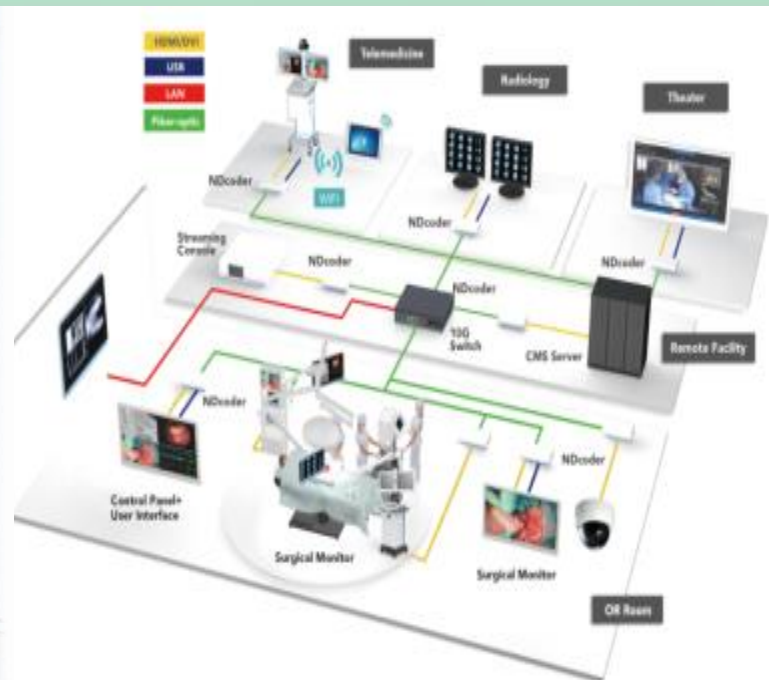 HDMI/DVI
USB
LAN
Fiber-optic
Telemedicine
Radiology
Theater
NDcoder
WiFi
NDcoder
NDcoder
Streaming
Console
NDcoder
NDcoder
10G
Switch
CMS Server
Remote Facility
NDcoder
Control Panel+
User Interface
Surgical Monitor
NDcoder
Surgical Monitor
OR Room